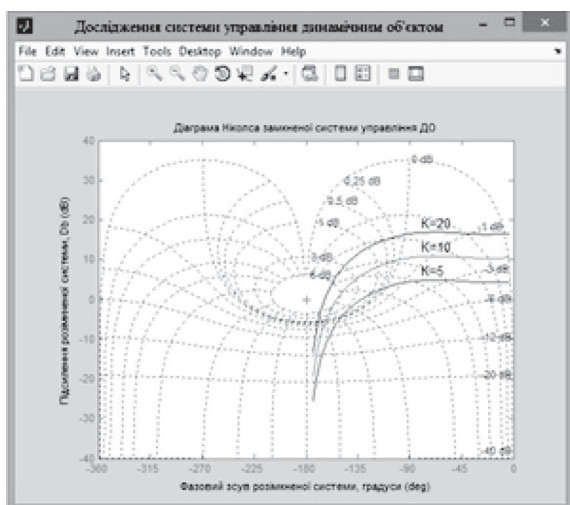 Дослідження системи управління динамічним об'єктом
File Edit View Insert Tools Desktop Window Help
Діаграма Ніколса замкненої системи управління ДО
Підсилення розімкненої системи, Db (dB)
40
30
20
10
0
-10
-20
-30
-40
0 dB
0,25 dB
0,5 dB
1 dB
3 dB
6 dB
K=20
K=10
K=5
-1 dB
-3 dB
-6 dB
-12 dB
-20 dB
-40 dB
-360 -315 -270 -225 -180 -135 -90 -45 0
Фазовий зсув розімкненої системи, градуси (deg)